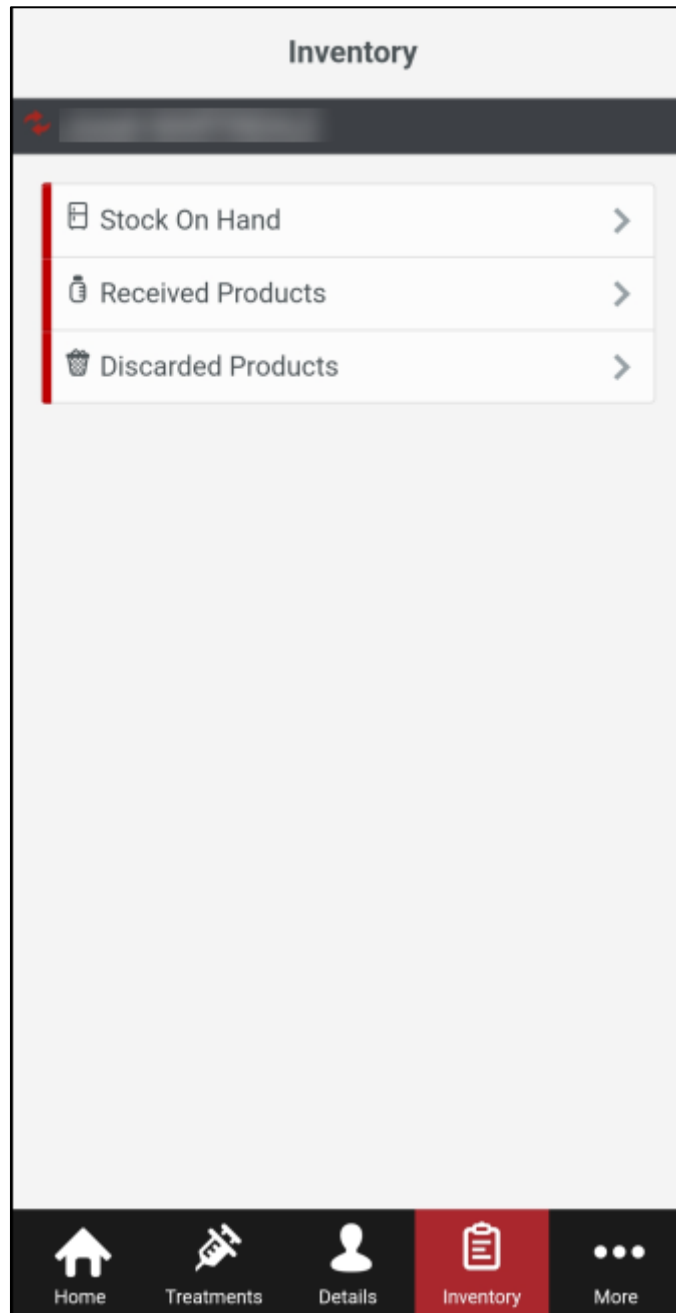 Inventory
Stock On Hand
Received Products
Discarded Products
Home Treatments Details Inventory More